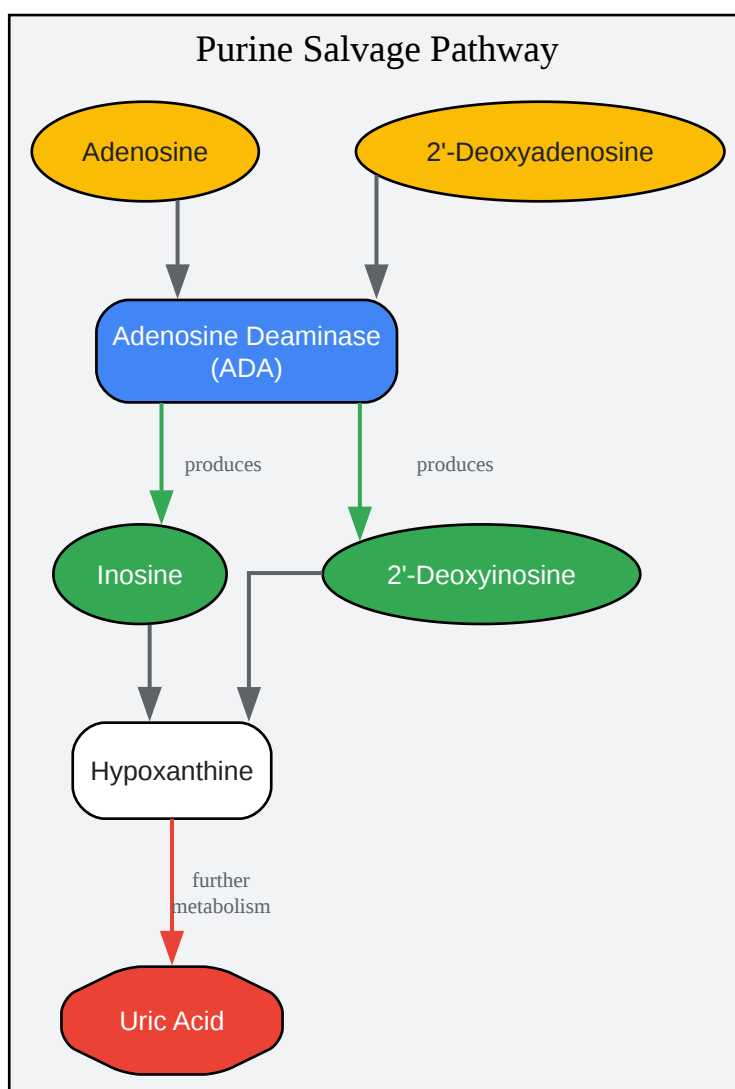 Purine Salvage Pathway
Adenosine
2'-Deoxyadenosine
Adenosine Deaminase
(ADA)
produces
produces
Inosine
2'-Deoxyinosine
Hypoxanthine
further
metabolism
Uric Acid